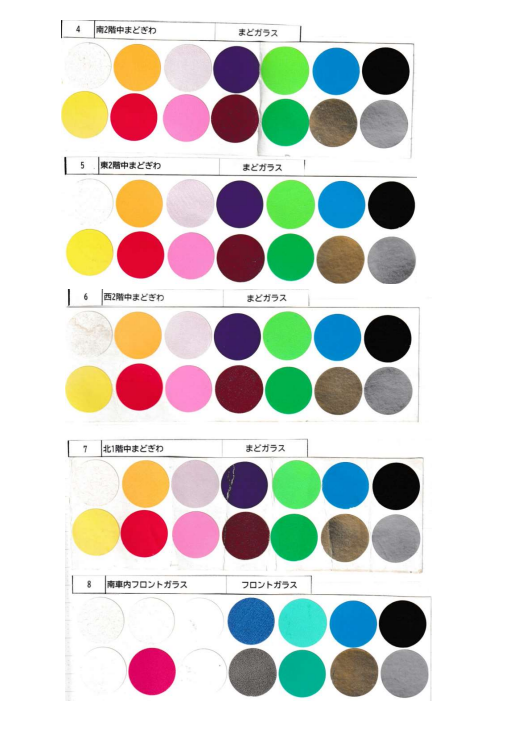 4 南2階中まどぎわ まどガラス
5 東2階中まどぎわ まどガラス
6 西2階中まどぎわ まどガラス
7 北1階中まどぎわ まどガラス
8 南車内フロントガラス フロントガラス